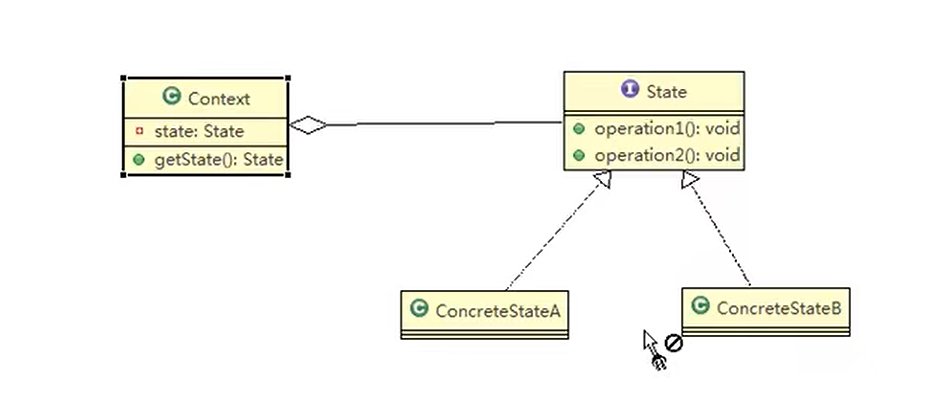 Context
state: State
getState(): State
State
operation1(): void
operation2(): void
ConcreteStateA
ConcreteStateB